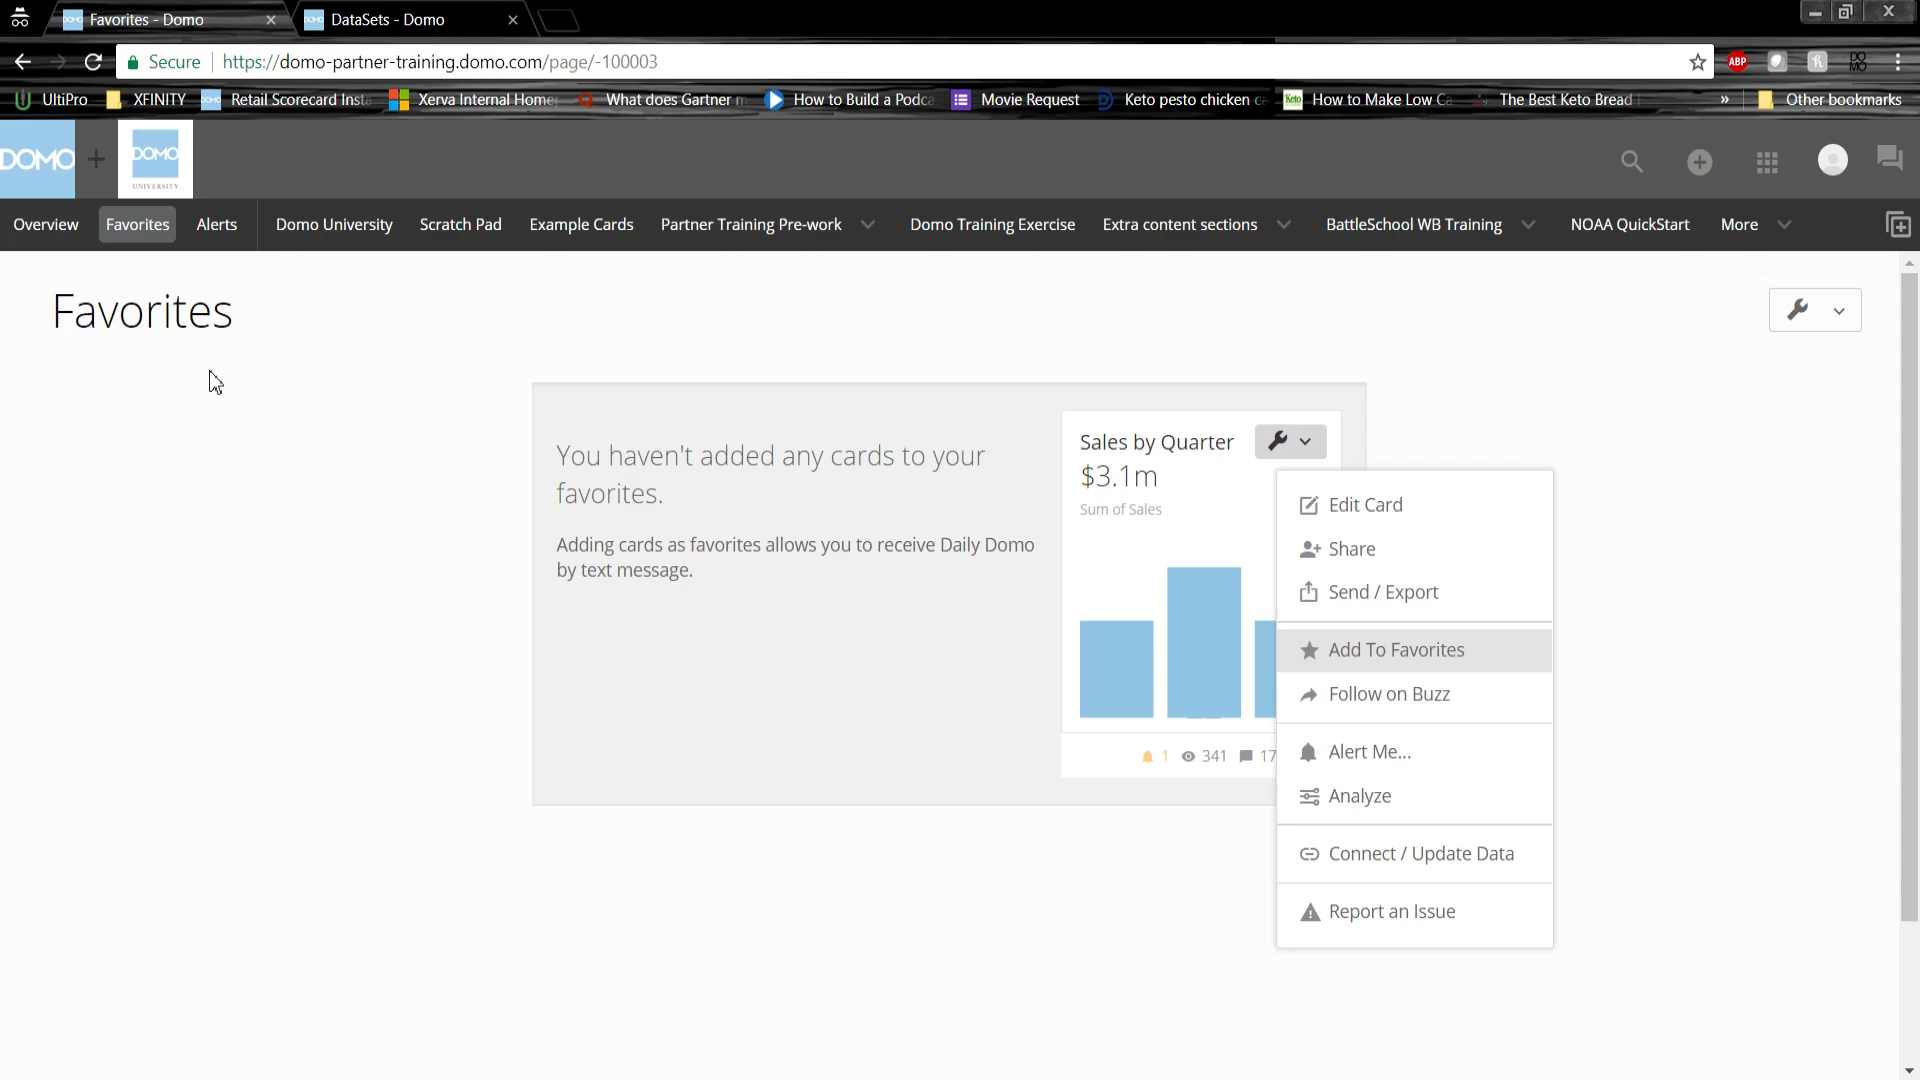 Favorites - Domo
DataSets - Domo
Secure
https://domo-partner-training.domo.com/page/-100003
ABP
UltiPro
XFINITY
Retail Scorecard Insta
Xerva Internal Home
What does Gartner
How to Build a Podca
Movie Request
Keto pesto chicken
How to Make Low Ca
The Best Keto Bread
»
Other bookmarks
DOMO
+
DOMO
UNIVERSITY
Overview
Favorites
Alerts
Domo University
Scratch Pad
Example Cards
Partner Training Pre-work
Domo Training Exercise
Extra content sections
BattleSchool WB Training
NOAA QuickStart
More
Favorites
You haven't added any cards to your
favorites.
Adding cards as favorites allows you to receive Daily Domo
by text message.
Sales by Quarter
$3.1m
Sum of Sales
1
341
17
Edit Card
Share
Send / Export
Add To Favorites
Follow on Buzz
Alert Me...
Analyze
Connect / Update Data
Report an Issue